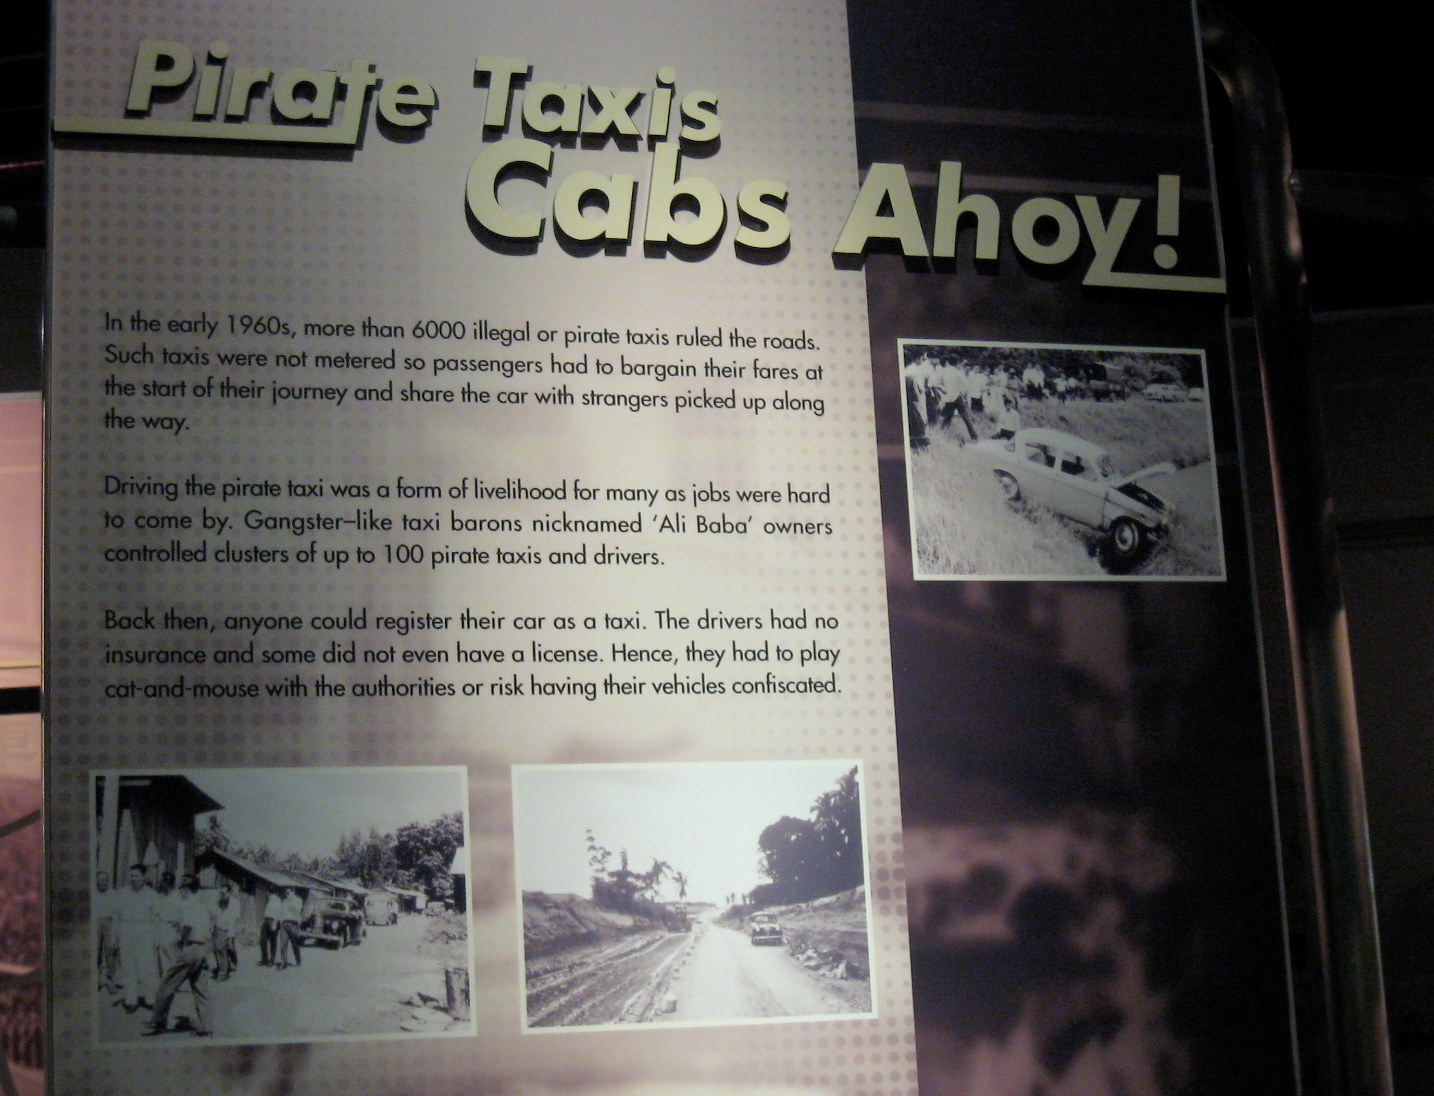 Pirate Taxis
Cabs Ahoy!
In the early 1960s, more than 6000 illegal or pirate taxis ruled the roads.
Such taxis were not metered so passengers had to bargain their fares at
the start of their journey and share the car with strangers picked up along
the way.
Driving the pirate taxi was a form of livelihood for many as jobs were hard
to come by. Gangster–like taxi barons nicknamed ‘Ali Baba’ owners
controlled clusters of up to 100 pirate taxis and drivers.
Back then, anyone could register their car as a taxi. The drivers had no
insurance and some did not even have a license. Hence, they had to play
cat-and-mouse with the authorities or risk having their vehicles confiscated.